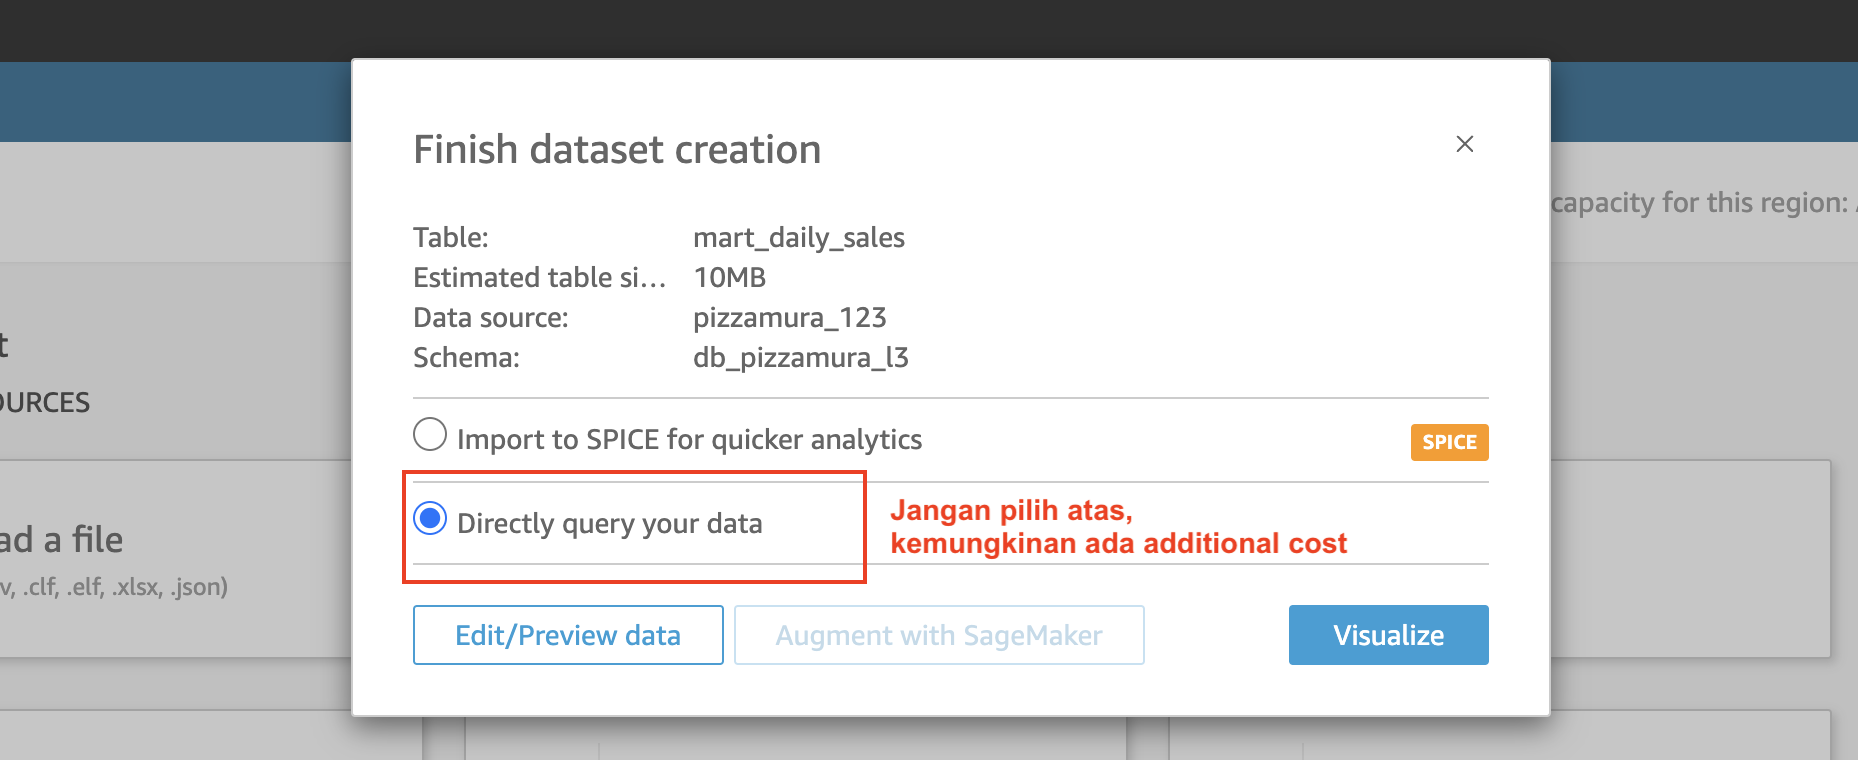 Finish dataset creation
capacity for this region:
Table: mart_daily_sales
Estimated table si... 10MB
Data source: pizzamura_123
Schema: db_pizzamura_l3
t
OURCES
Import to SPICE for quicker analytics SPICE
Directly query your data
Jangan pilih atas,
kemungkinan ada additional cost
ad a file
v, .clf, .elf, .xlsx, .json)
Edit/Preview data Augment with SageMaker Visualize